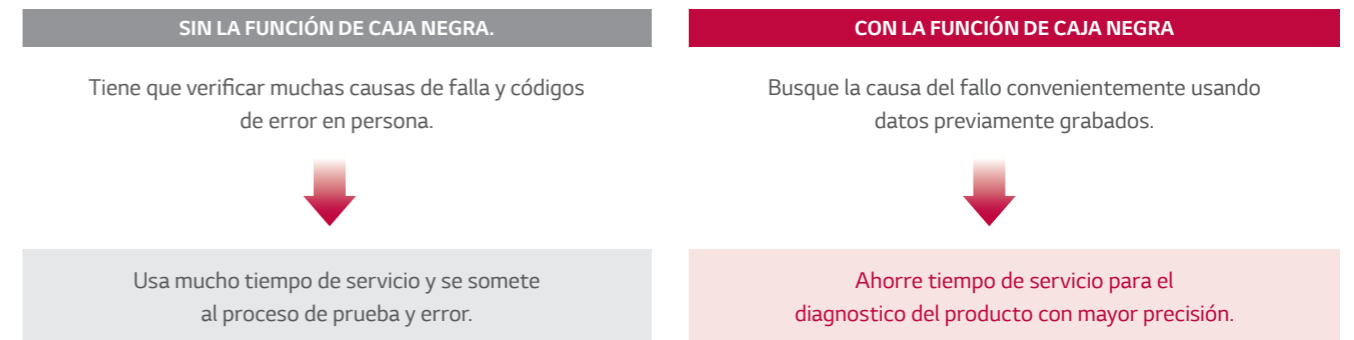 SIN LA FUNCIÓN DE CAJA NEGRA.
Tiene que verificar muchas causas de falla y códigos
de error en persona.
Usa mucho tiempo de servicio y se somete
al proceso de prueba y error.
CON LA FUNCIÓN DE CAJA NEGRA
Busque la causa del fallo convenientemente usando
datos previamente grabados.
Ahorre tiempo de servicio para el
diagnostico del producto con mayor precisión.